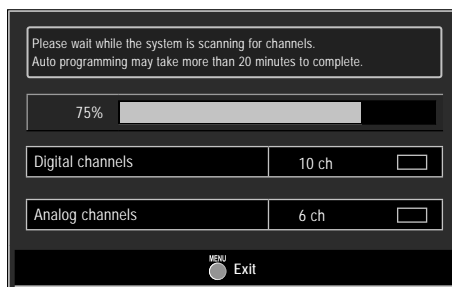 Please wait while the system is scanning for channels.
Auto programming may take more than 20 minutes to complete.
75%
Digital channels 10 ch
Analog channels 6 ch
MENU
Exit